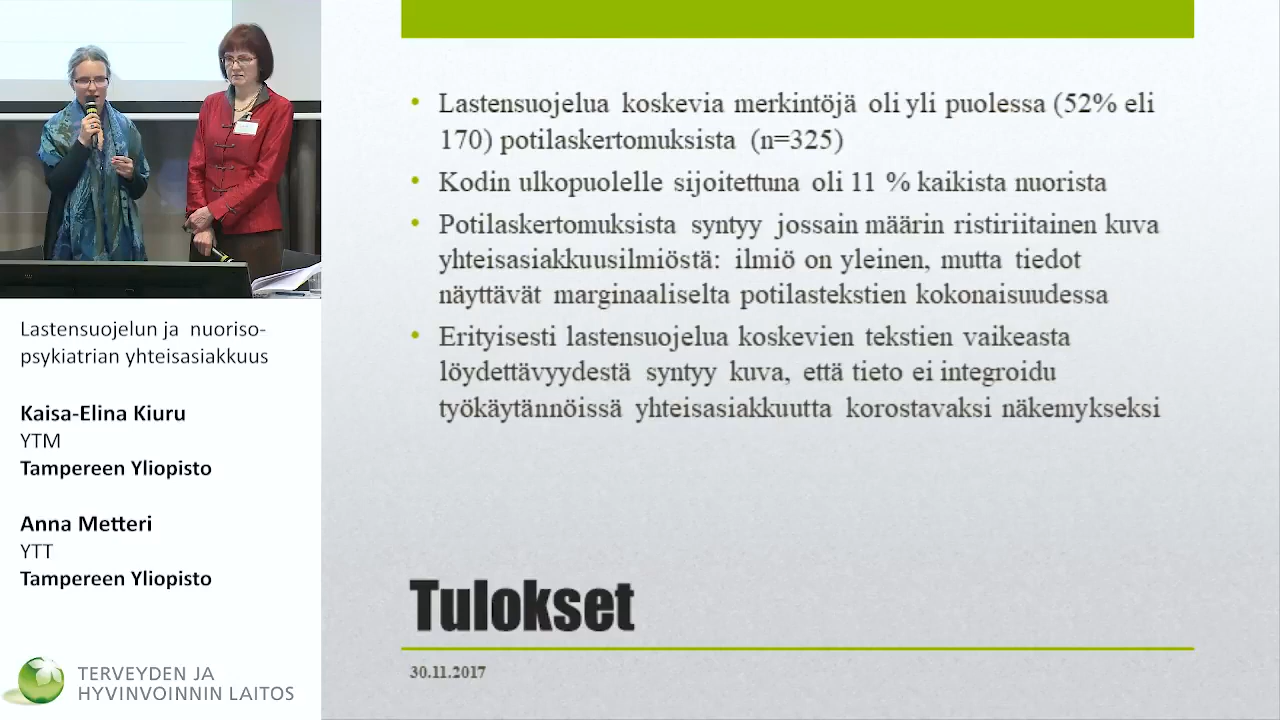 Lastensuojelua koskevia merkintöjä oli yli puolessa (52% eli
170) potilaskertomuksista (n=325)
Kodin ulkopuolelle sijoitettuna oli 11 % kaikista nuorista
Potilaskertomuksista syntyy jossain määrin ristiriitainen kuva
yhteisasiakkuusilmiöstä: ilmiö on yleinen, mutta tiedot
näyttävät marginaaliselta potilastekstien kokonaisuudessa
Erityisesti lastensuojelua koskevien tekstien vaikeasta
löydettävyydestä syntyy kuva, että tieto ei integroidu
työkäytännöissä yhteisasiakkuutta korostavaksi näkemykseksi
Tulokset
30.11.2017
Lastensuojelun ja nuoriso-
psykiatrian yhteisasiakkuus
Kaisa-Elina Kiuru
YTM
Tampereen Yliopisto
Anna Metteri
YTT
Tampereen Yliopisto
TERVEYDEN JA
HYVINVOINNIN LAITOS